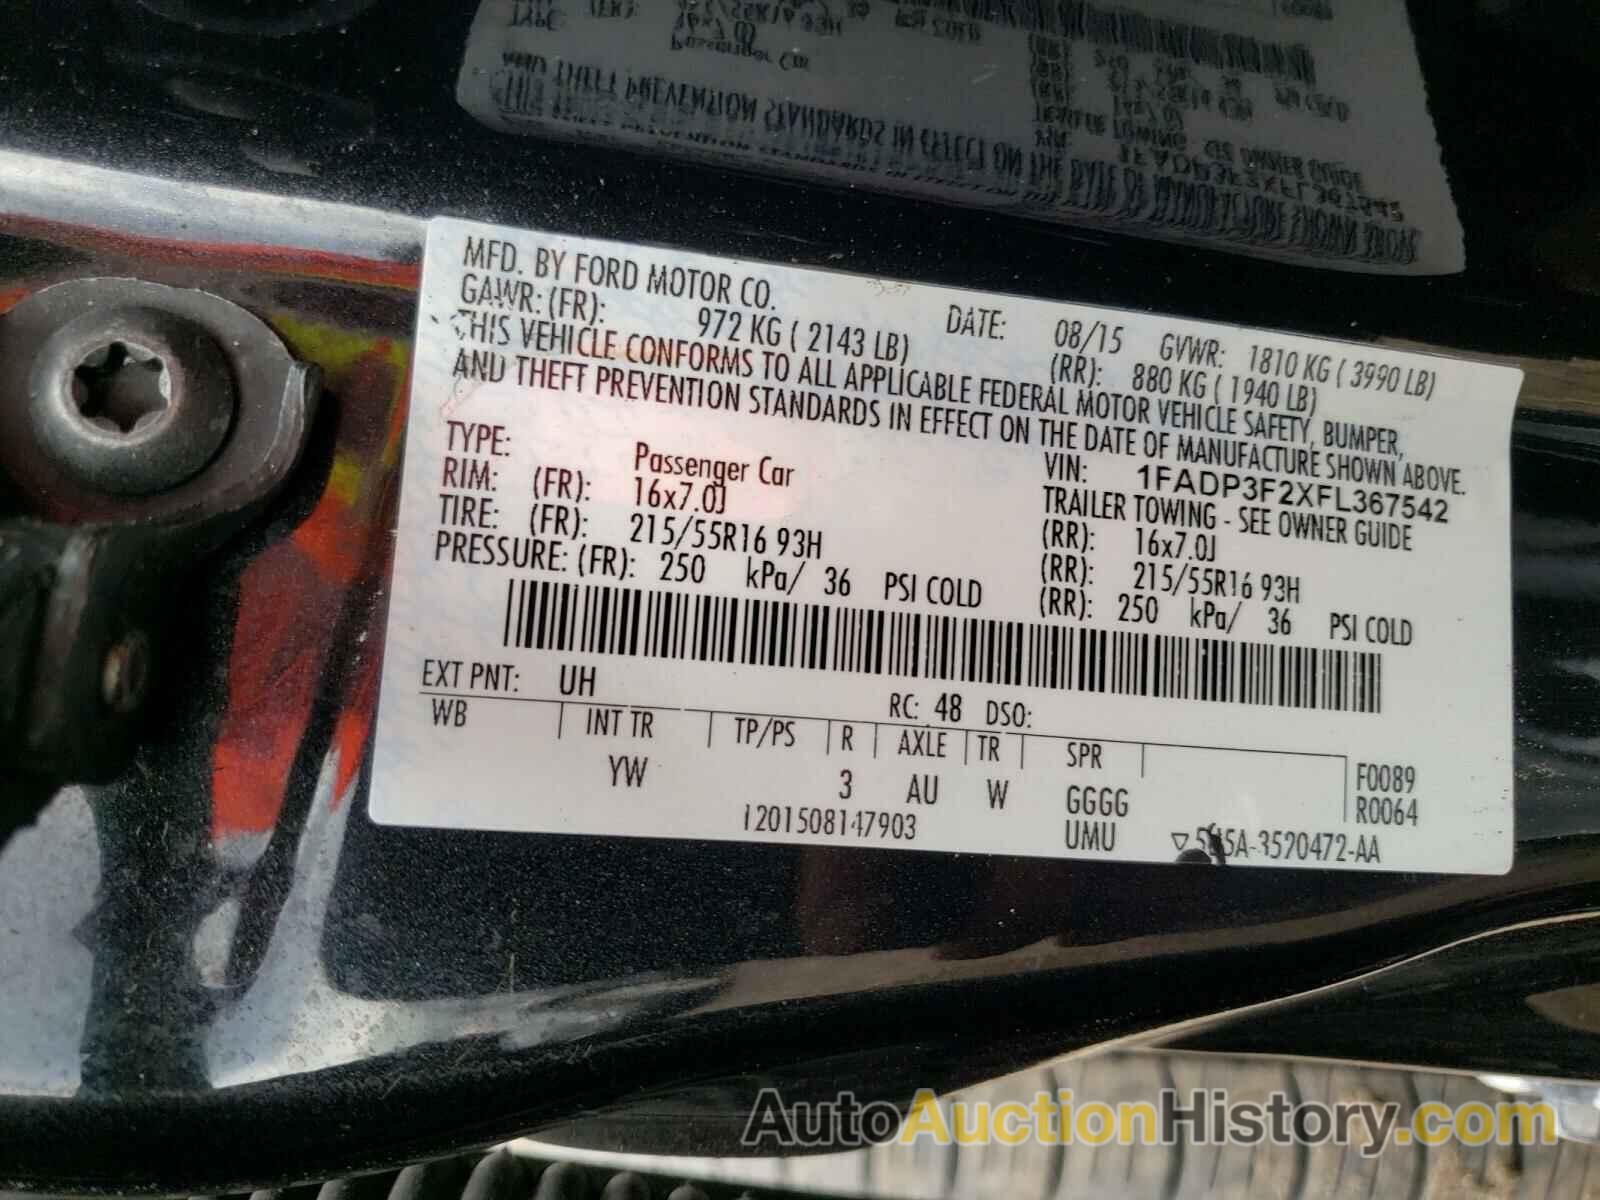 MFD. BY FORD MOTOR CO. DATE: 08/15 GVWR: 1810 KG ( 3990 LB)
GAWR: (FR): 972 KG ( 2143 LB) (RR): 880 KG ( 1940 LB)
THIS VEHICLE CONFORMS TO ALL APPLICABLE FEDERAL MOTOR VEHICLE SAFETY, BUMPER,
AND THEFT PREVENTION STANDARDS IN EFFECT ON THE DATE OF MANUFACTURE SHOWN ABOVE.
VIN: 1FADP3F2XFL367542
TYPE: Passenger Car TRAILER TOWING - SEE OWNER GUIDE
RIM: (FR): 16x7.0J (RR): 16x7.0J
TIRE: (FR): 215/55R16 93H (RR): 215/55R16 93H
PRESSURE: (FR): 250 kPa/ 36 PSI COLD (RR): 250 kPa/ 36 PSI COLD
EXT PNT: UH RC: 48 DSO:
WB INT TR TP/PS R AXLE TR SPR F0089
YW 3 AU W GGGG R0064
UMU
AutoAuctionHistory.com